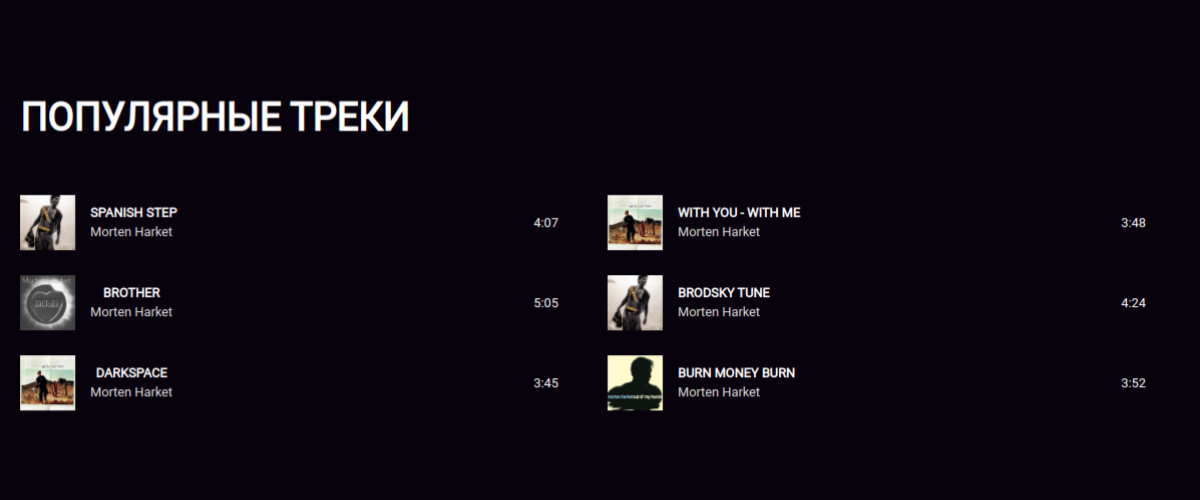 ПОПУЛЯРНЫЕ ТРЕКИ
SPANISH STEP
Morten Harket
4:07
WITH YOU - WITH ME
Morten Harket
3:48
BROTHER
Morten Harket
5:05
BRODSKY TUNE
Morten Harket
4:24
DARKSPACE
Morten Harket
3:45
BURN MONEY BURN
Morten Harket
3:52